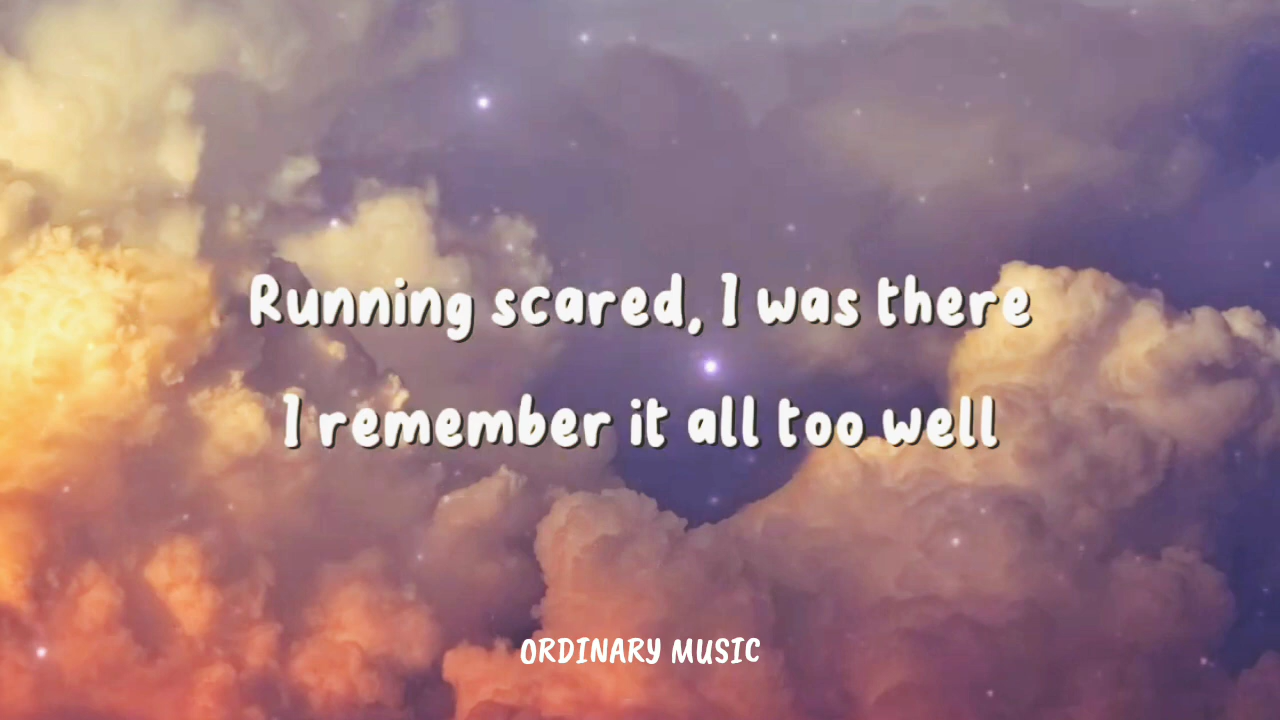 Running scared, I was there
I remember it all too well
ORDINARY MUSIC